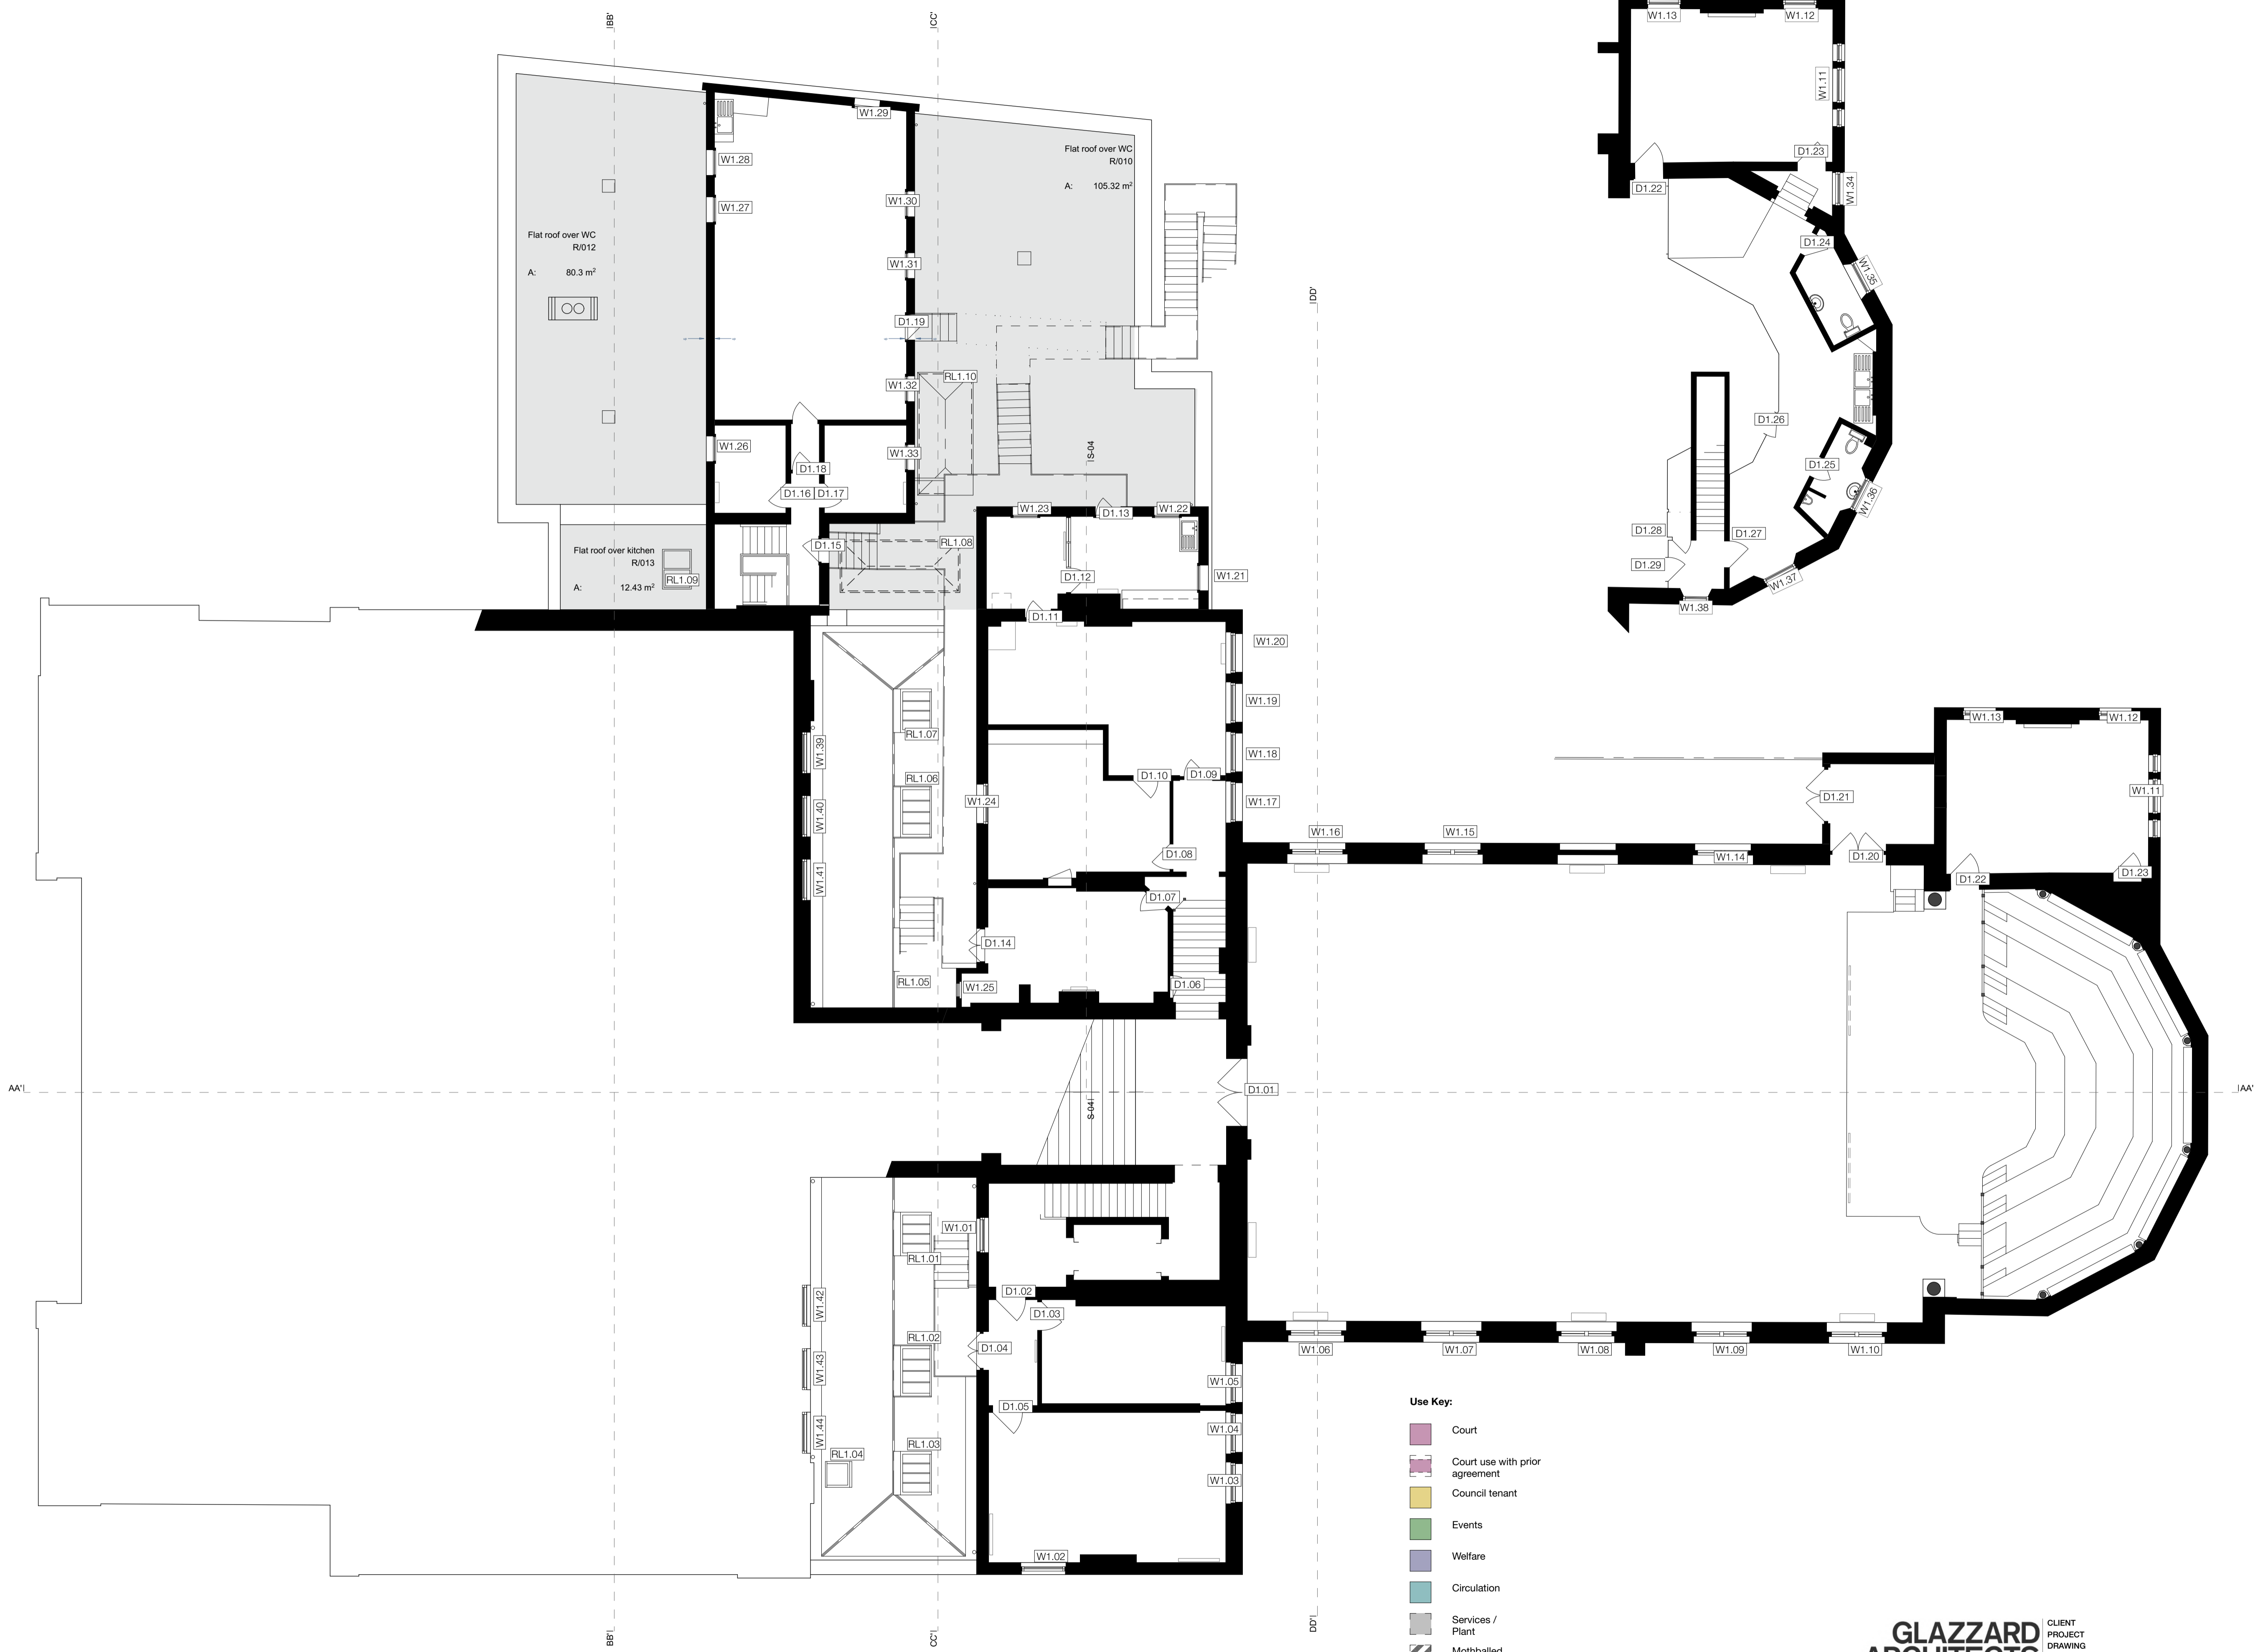 |BB'
|CC'
W1.13
W1.12
W1.11
D1.23
D1.22
W1.34
D1.24
W1.35
D1.26
D1.25
W1.36
D1.28
D1.27
D1.29
W1.37
W1.38
W1.29
W1.28
W1.27
W1.30
W1.31
D1.19
W1.32
RL1.10
Flat roof over WC
R/010
A: 105.32 m²
Flat roof over WC
R/012
A: 80.3 m²
|DD'
W1.26
W1.33
D1.18
D1.16
D1.17
|S-04
W1.23
D1.13
W1.22
D1.15
RL1.08
Flat roof over kitchen
R/013
A: 12.43 m²
RL1.09
D1.12
W1.21
D1.11
W1.20
W1.19
RL1.07
W1.39
W1.18
RL1.06
D1.10
D1.09
W1.24
W1.17
W1.40
W1.41
D1.08
D1.07
D1.14
RL1.05
W1.25
D1.06
W1.16
W1.15
W1.14
D1.21
D1.20
W1.13
W1.12
W1.11
D1.22
D1.23
AA'|
|AA'
D1.01
S-04|
W1.01
RL1.01
D1.02
W1.42
D1.03
RL1.02
D1.04
W1.43
W1.05
W1.06
W1.07
W1.08
W1.09
W1.10
D1.05
W1.44
RL1.04
RL1.03
W1.04
W1.03
W1.02
BB'|
CC'|
DD'|
Use Key:
Court
Court use with prior
agreement
Council tenant
Events
Welfare
Circulation
Services /
Plant
Mothballed
GLAZZARD
ARCHITECTS
CLIENT
PROJECT
DRAWING